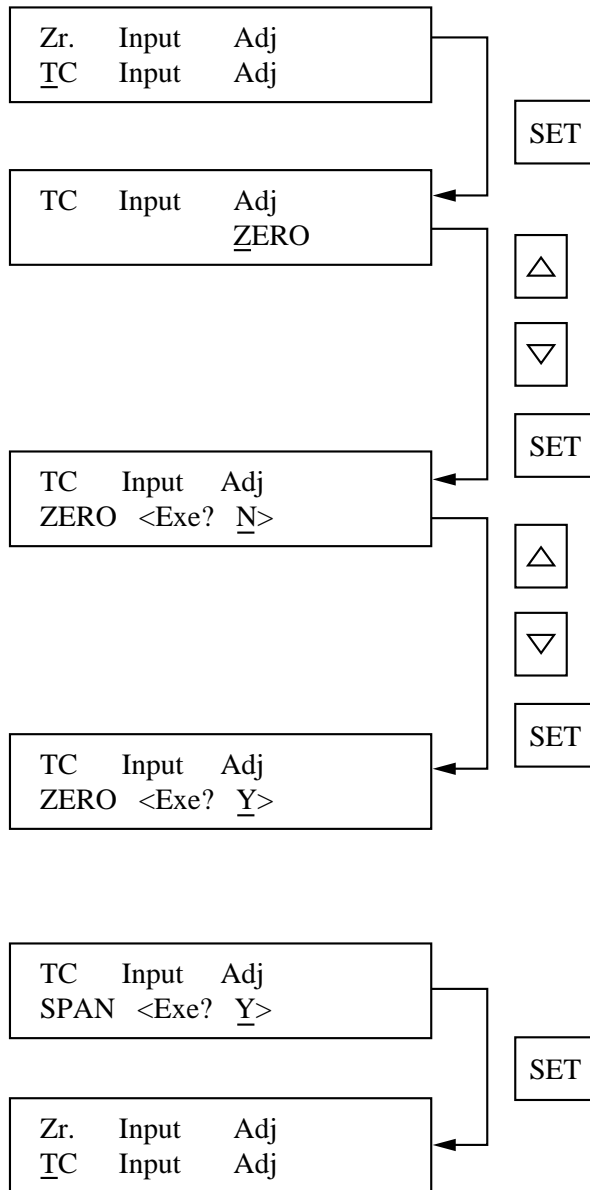 Zr. Input Adj
TC Input Adj
SET
TC Input Adj
ZERO
SET
TC Input Adj
ZERO <Exe? N>
SET
TC Input Adj
ZERO <Exe? Y>
TC Input Adj
SPAN <Exe? Y>
SET
Zr. Input Adj
TC Input Adj